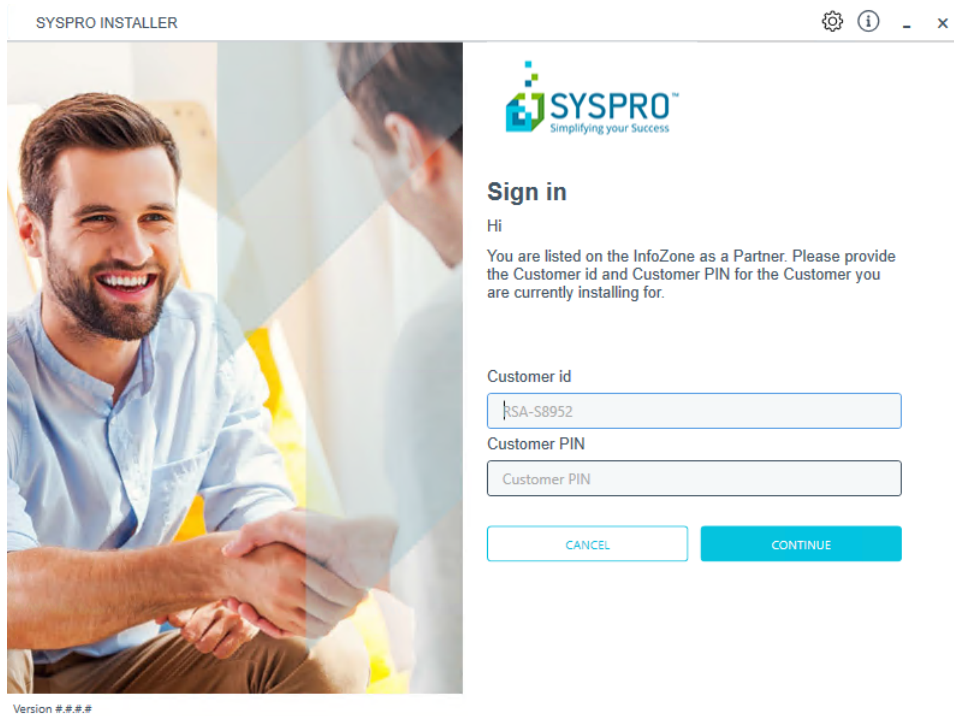 SYSPRO INSTALLER
SYSPRO™
Simplifying your Success
Sign in
Hi
You are listed on the InfoZone as a Partner. Please provide
the Customer id and Customer PIN for the Customer you
are currently installing for.
Customer id
RSA-S8952
Customer PIN
Customer PIN
CANCEL
CONTINUE
Version #.#.#.#